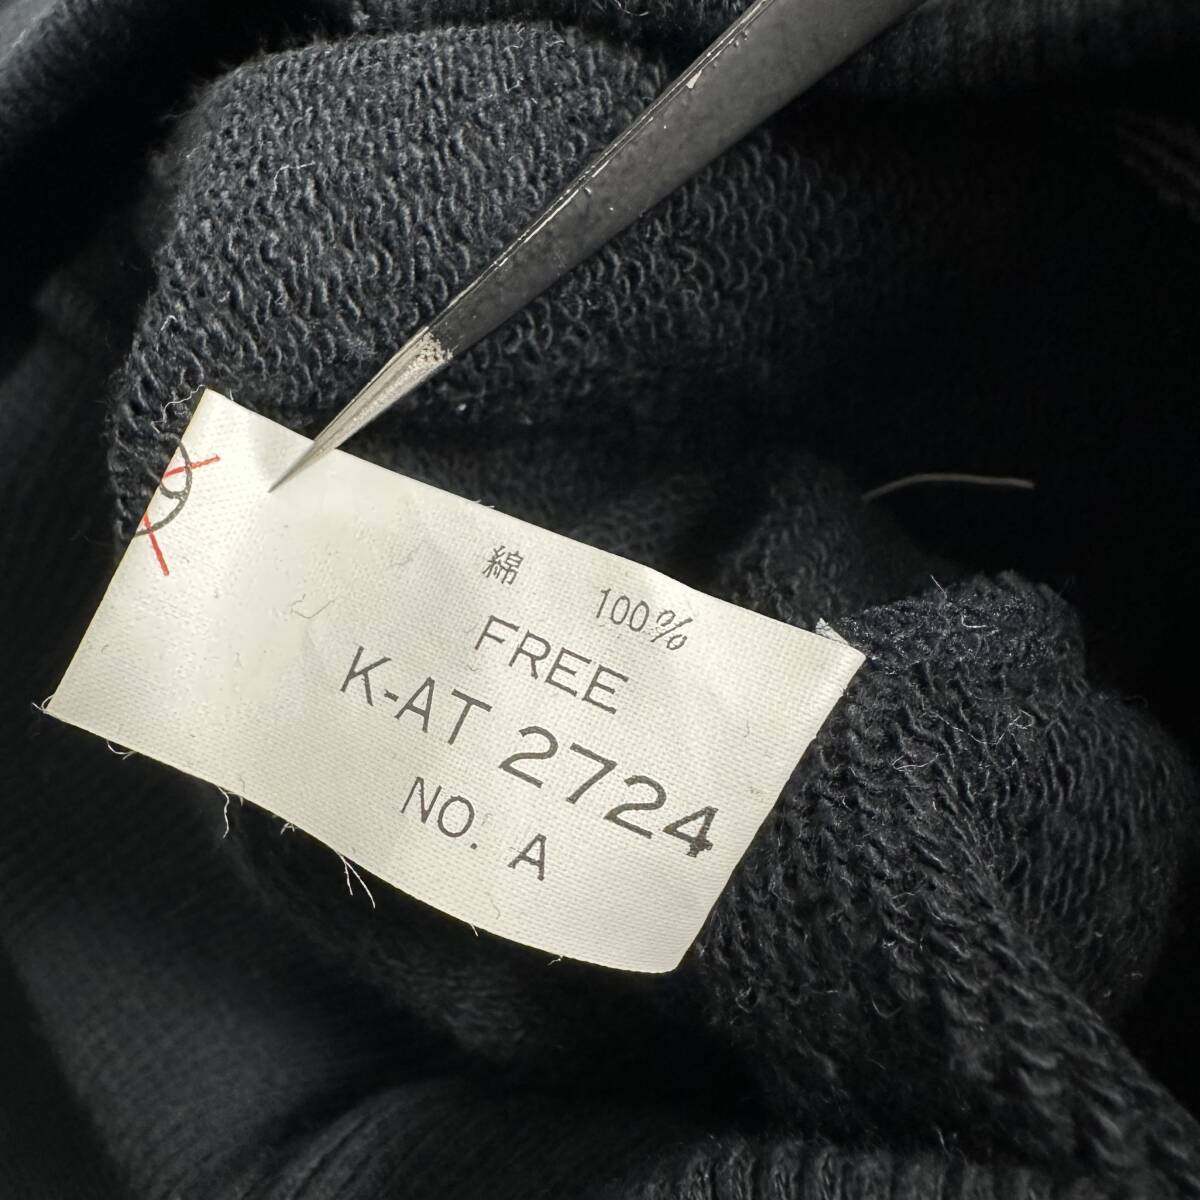 綿 100%
FREE
K-AT 2724
NO. A